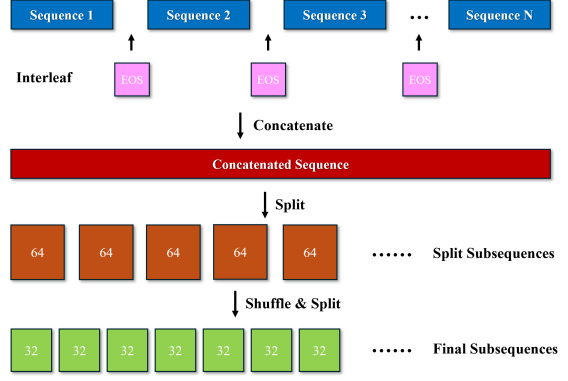 Sequence 1 Sequence 2 Sequence 3 ... Sequence N
Interleaf EOS EOS EOS
Concatenate
Concatenated Sequence
Split
64 64 64 64 64 ...... Split Subsequences
Shuffle & Split
32 32 32 32 32 32 32 ...... Final Subsequences